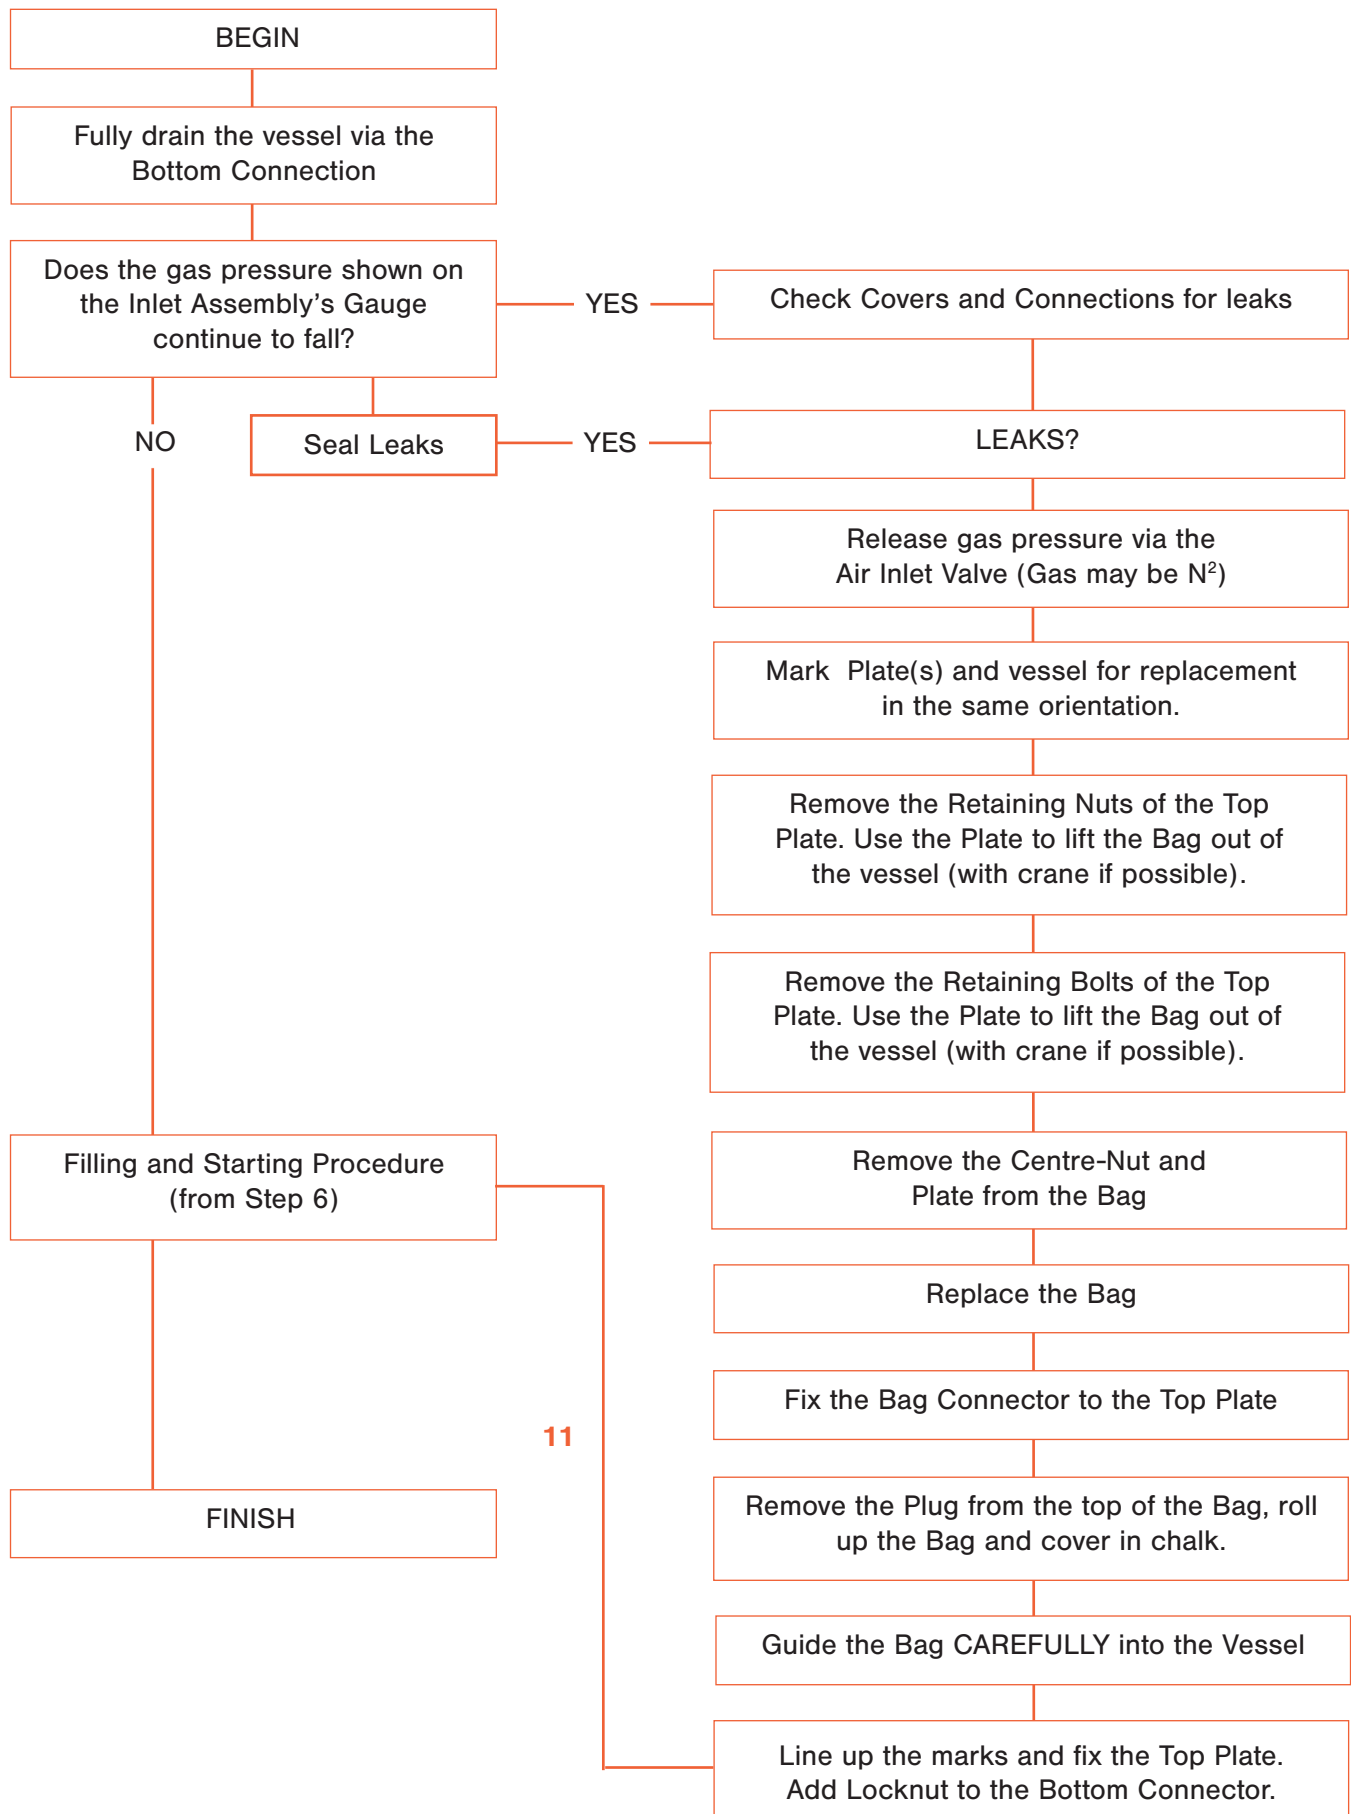 BEGIN
Fully drain the vessel via the
Bottom Connection
Does the gas pressure shown on
the Inlet Assembly's Gauge
continue to fall?
YES
Check Covers and Connections for leaks
NO
Seal Leaks
YES
LEAKS?
Release gas pressure via the
Air Inlet Valve (Gas may be N²)
Mark Plate(s) and vessel for replacement
in the same orientation.
Remove the Retaining Nuts of the Top
Plate. Use the Plate to lift the Bag out of
the vessel (with crane if possible).
Remove the Retaining Bolts of the Top
Plate. Use the Plate to lift the Bag out of
the vessel (with crane if possible).
Filling and Starting Procedure
(from Step 6)
Remove the Centre-Nut and
Plate from the Bag
Replace the Bag
Fix the Bag Connector to the Top Plate
11
FINISH
Remove the Plug from the top of the Bag, roll
up the Bag and cover in chalk.
Guide the Bag CAREFULLY into the Vessel
Line up the marks and fix the Top Plate.
Add Locknut to the Bottom Connector.